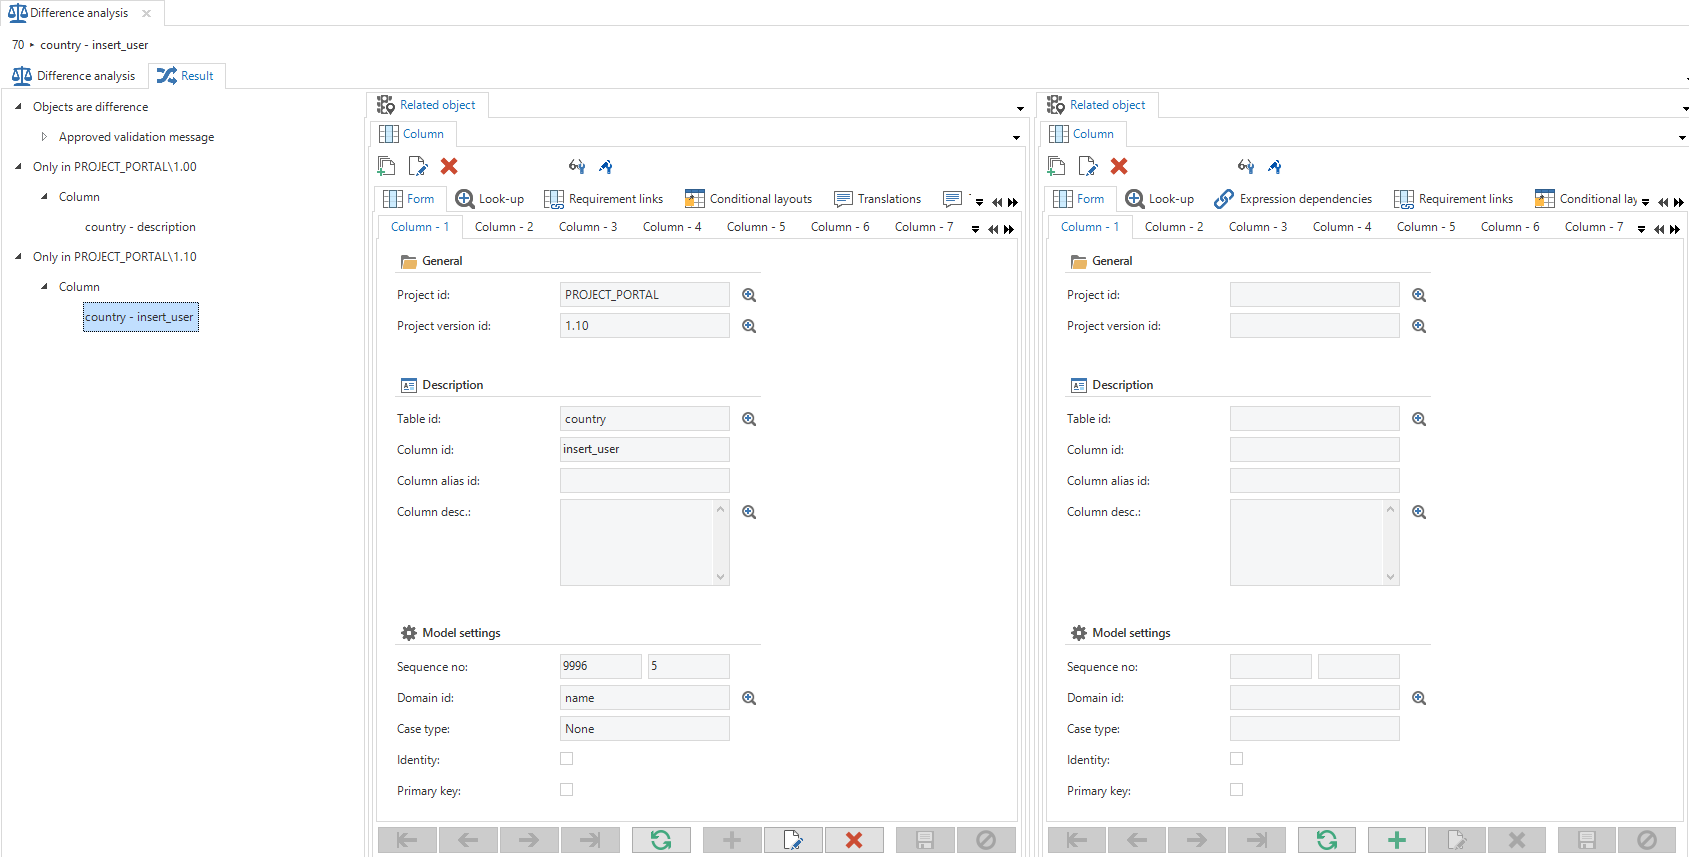 Difference analysis
70 ▸ country - insert_user
Difference analysis Result
Objects are difference
Approved validation message
Only in PROJECT_PORTAL\1.00
Column
country - description
Only in PROJECT_PORTAL\1.10
Column
country - insert_user
Related object
Column
Form Look-up Requirement links Conditional layouts Translations
Column - 1 Column - 2 Column - 3 Column - 4 Column - 5 Column - 6 Column - 7
General
Project id: PROJECT_PORTAL
Project version id: 1.10
Description
Table id: country
Column id: insert_user
Column alias id:
Column desc.:
Model settings
Sequence no: 9996 5
Domain id: name
Case type: None
Identity:
Primary key:
Related object
Column
Form Look-up Expression dependencies Requirement links Conditional lay
Column - 1 Column - 2 Column - 3 Column - 4 Column - 5 Column - 6 Column - 7
General
Project id:
Project version id:
Description
Table id:
Column id:
Column alias id:
Column desc.:
Model settings
Sequence no:
Domain id:
Case type:
Identity:
Primary key: